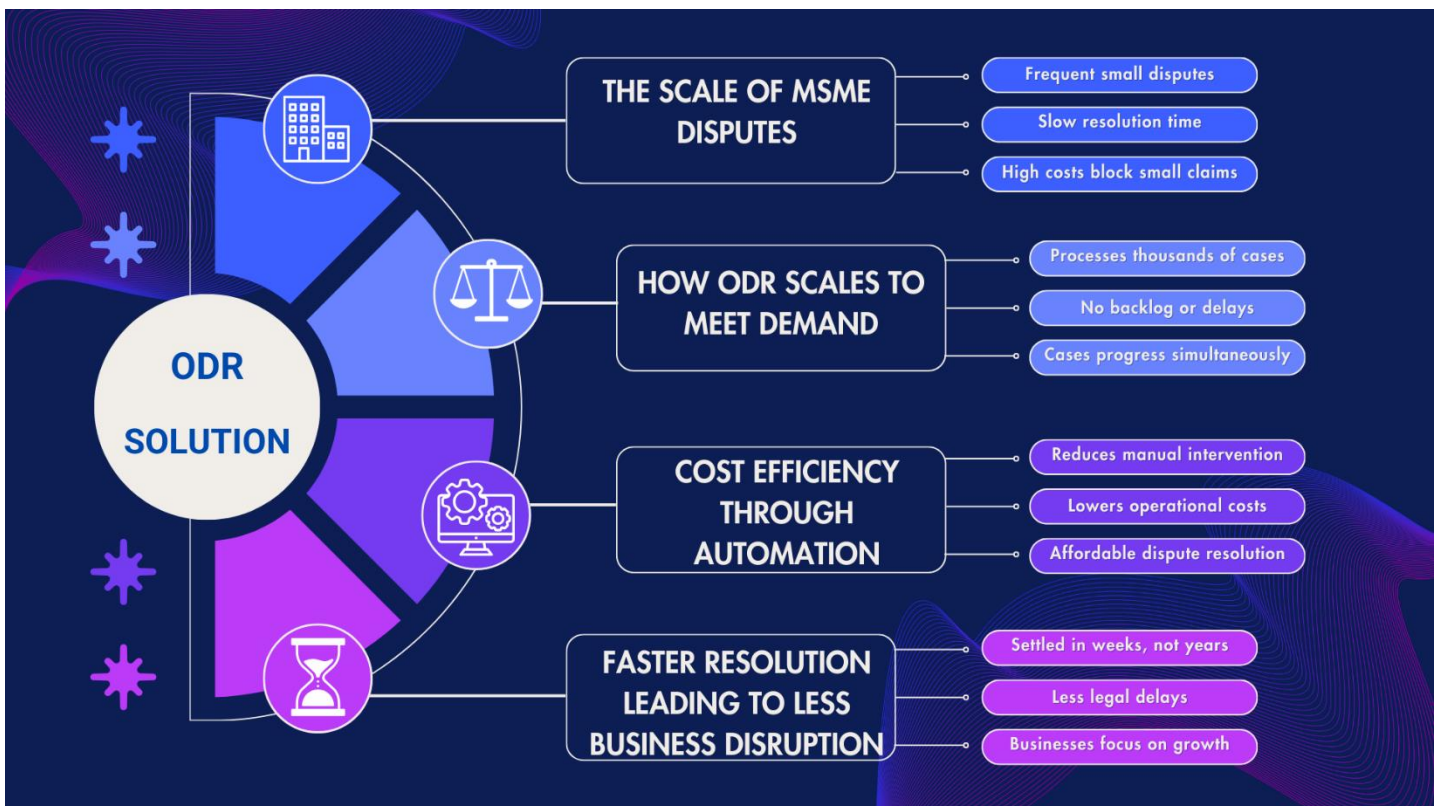 ODR
SOLUTION
THE SCALE OF MSME
DISPUTES
Frequent small disputes
Slow resolution time
High costs block small claims
HOW ODR SCALES TO
MEET DEMAND
Processes thousands of cases
No backlog or delays
Cases progress simultaneously
COST EFFICIENCY
THROUGH
AUTOMATION
Reduces manual intervention
Lowers operational costs
Affordable dispute resolution
FASTER RESOLUTION
LEADING TO LESS
BUSINESS DISRUPTION
Settled in weeks, not years
Less legal delays
Businesses focus on growth